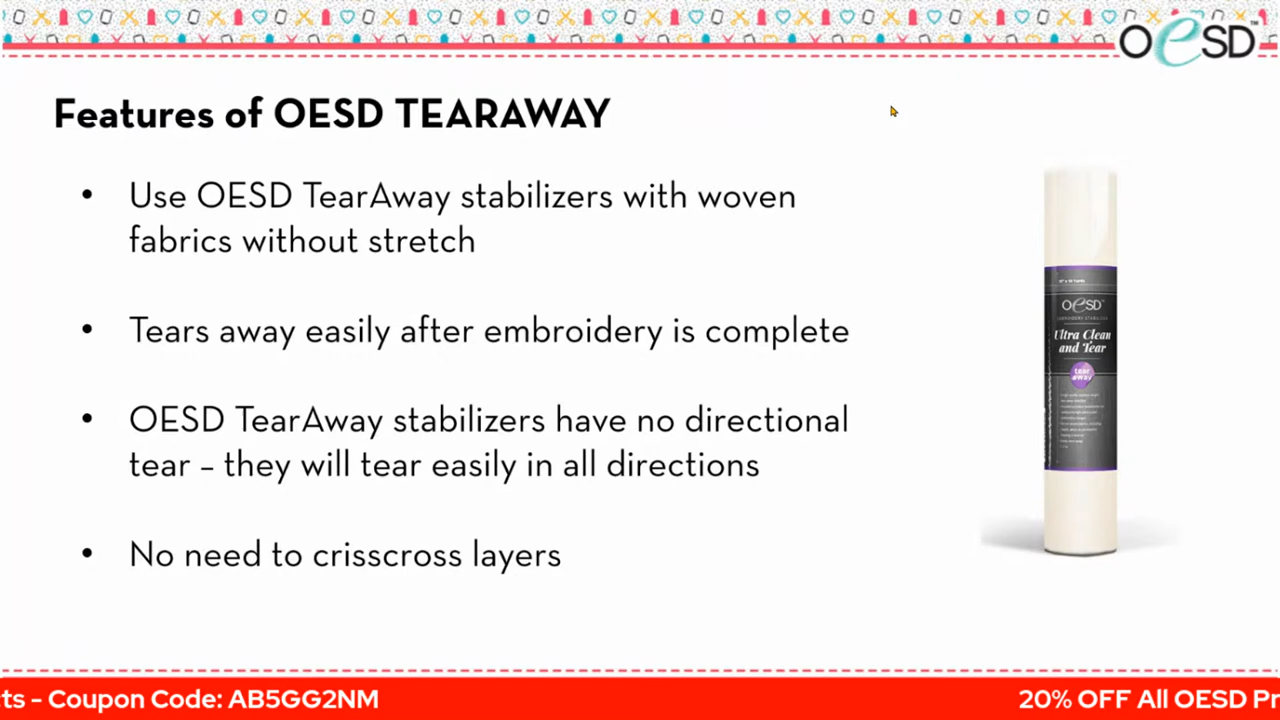 OESD™
Features of OESD TEARAWAY
• Use OESD TearAway stabilizers with woven
fabrics without stretch
• Tears away easily after embroidery is complete
• OESD TearAway stabilizers have no directional
tear – they will tear easily in all directions
• No need to crisscross layers
OESD
Ultra Clean
and Tear
tear
away
cts - Coupon Code: AB5GG2NM
20% OFF All OESD Pr